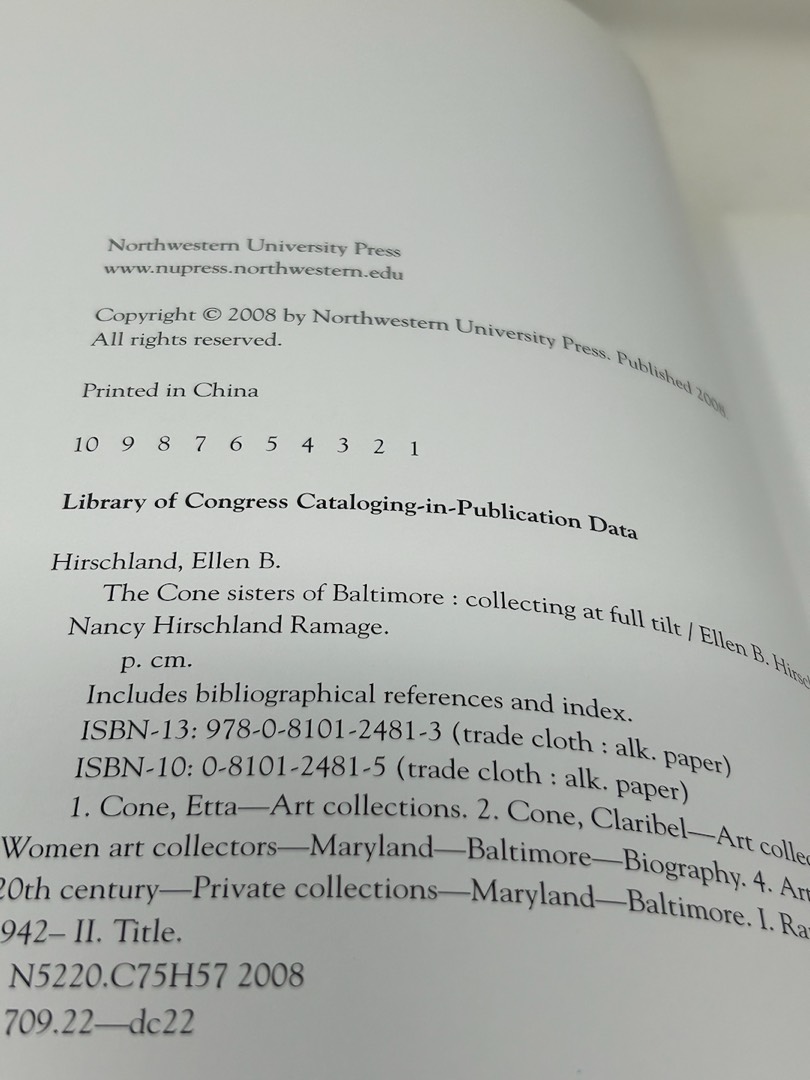 Northwestern University Press
www.nupress.northwestern.edu
Copyright © 2008 by Northwestern University Press. Published 2008.
All rights reserved.
Printed in China
10 9 8 7 6 5 4 3 2 1
Library of Congress Cataloging-in-Publication Data
Hirschland, Ellen B.
The Cone sisters of Baltimore : collecting at full tilt / Ellen B. Hirsch
Nancy Hirschland Ramage.
p. cm.
Includes bibliographical references and index.
ISBN-13: 978-0-8101-2481-3 (trade cloth : alk. paper)
ISBN-10: 0-8101-2481-5 (trade cloth : alk. paper)
1. Cone, Etta—Art collections. 2. Cone, Claribel—Art collec
Women art collectors—Maryland—Baltimore—Biography. 4. Art
20th century—Private collections—Maryland—Baltimore. I. Ra
942– II. Title.
N5220.C75H57 2008
709.22—dc22